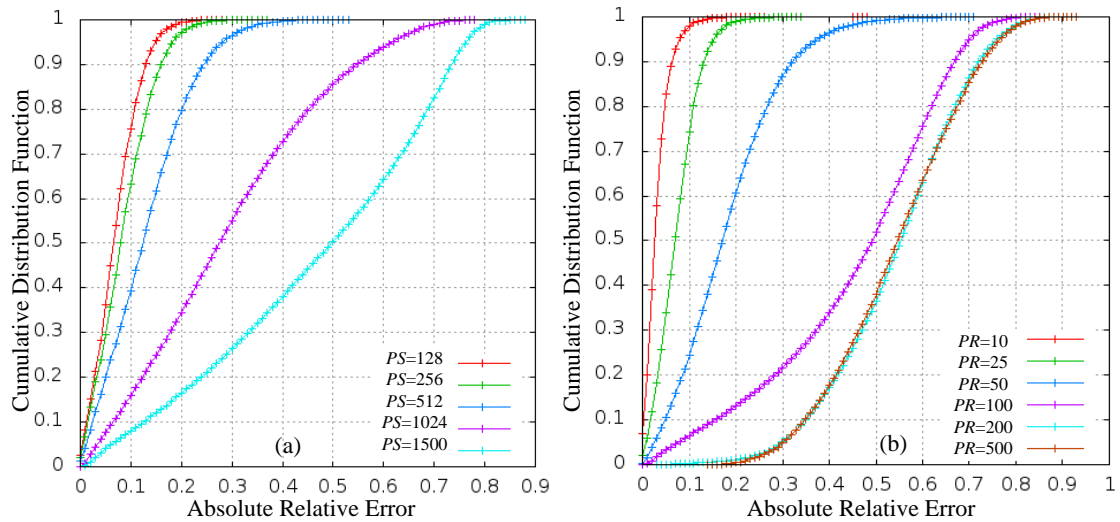 Cumulative Distribution Function
1
0.9
0.8
0.7
0.6
0.5
0.4
0.3
0.2
0.1
0
PS=128
PS=256
PS=512
PS=1024
PS=1500
(a)
0 0.1 0.2 0.3 0.4 0.5 0.6 0.7 0.8 0.9
Absolute Relative Error
Cumulative Distribution Function
1
0.9
0.8
0.7
0.6
0.5
0.4
0.3
0.2
0.1
0
PR=10
PR=25
PR=50
PR=100
PR=200
PR=500
(b)
0 0.1 0.2 0.3 0.4 0.5 0.6 0.7 0.8 0.9 1
Absolute Relative Error